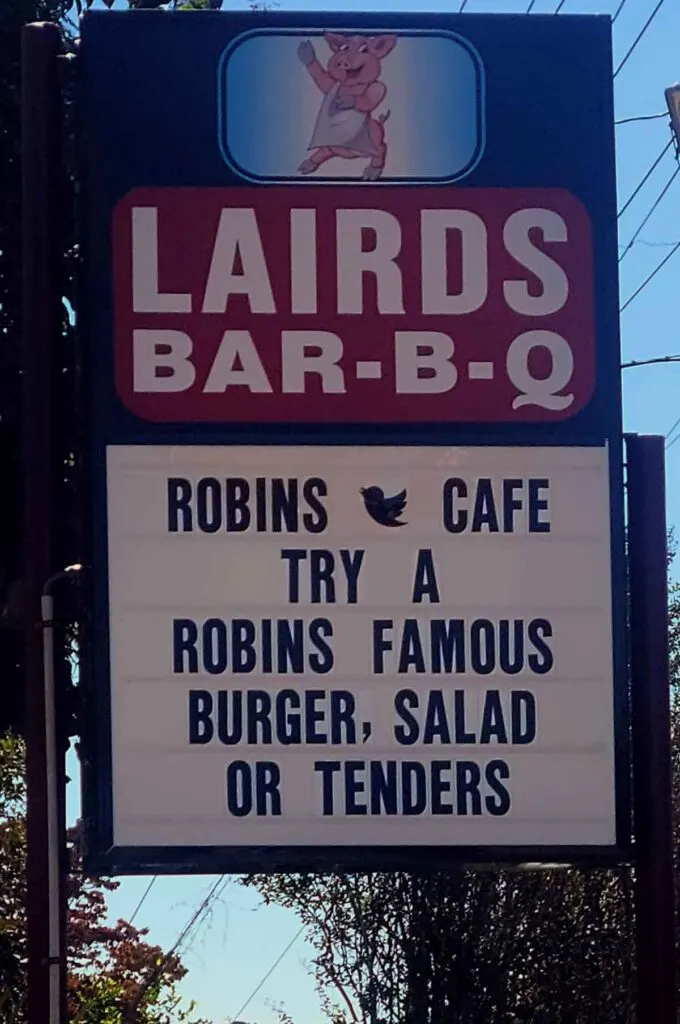 LAIRDS
BAR-B-Q
ROBINS CAFE
TRY A
ROBINS FAMOUS
BURGER, SALAD
OR TENDERS